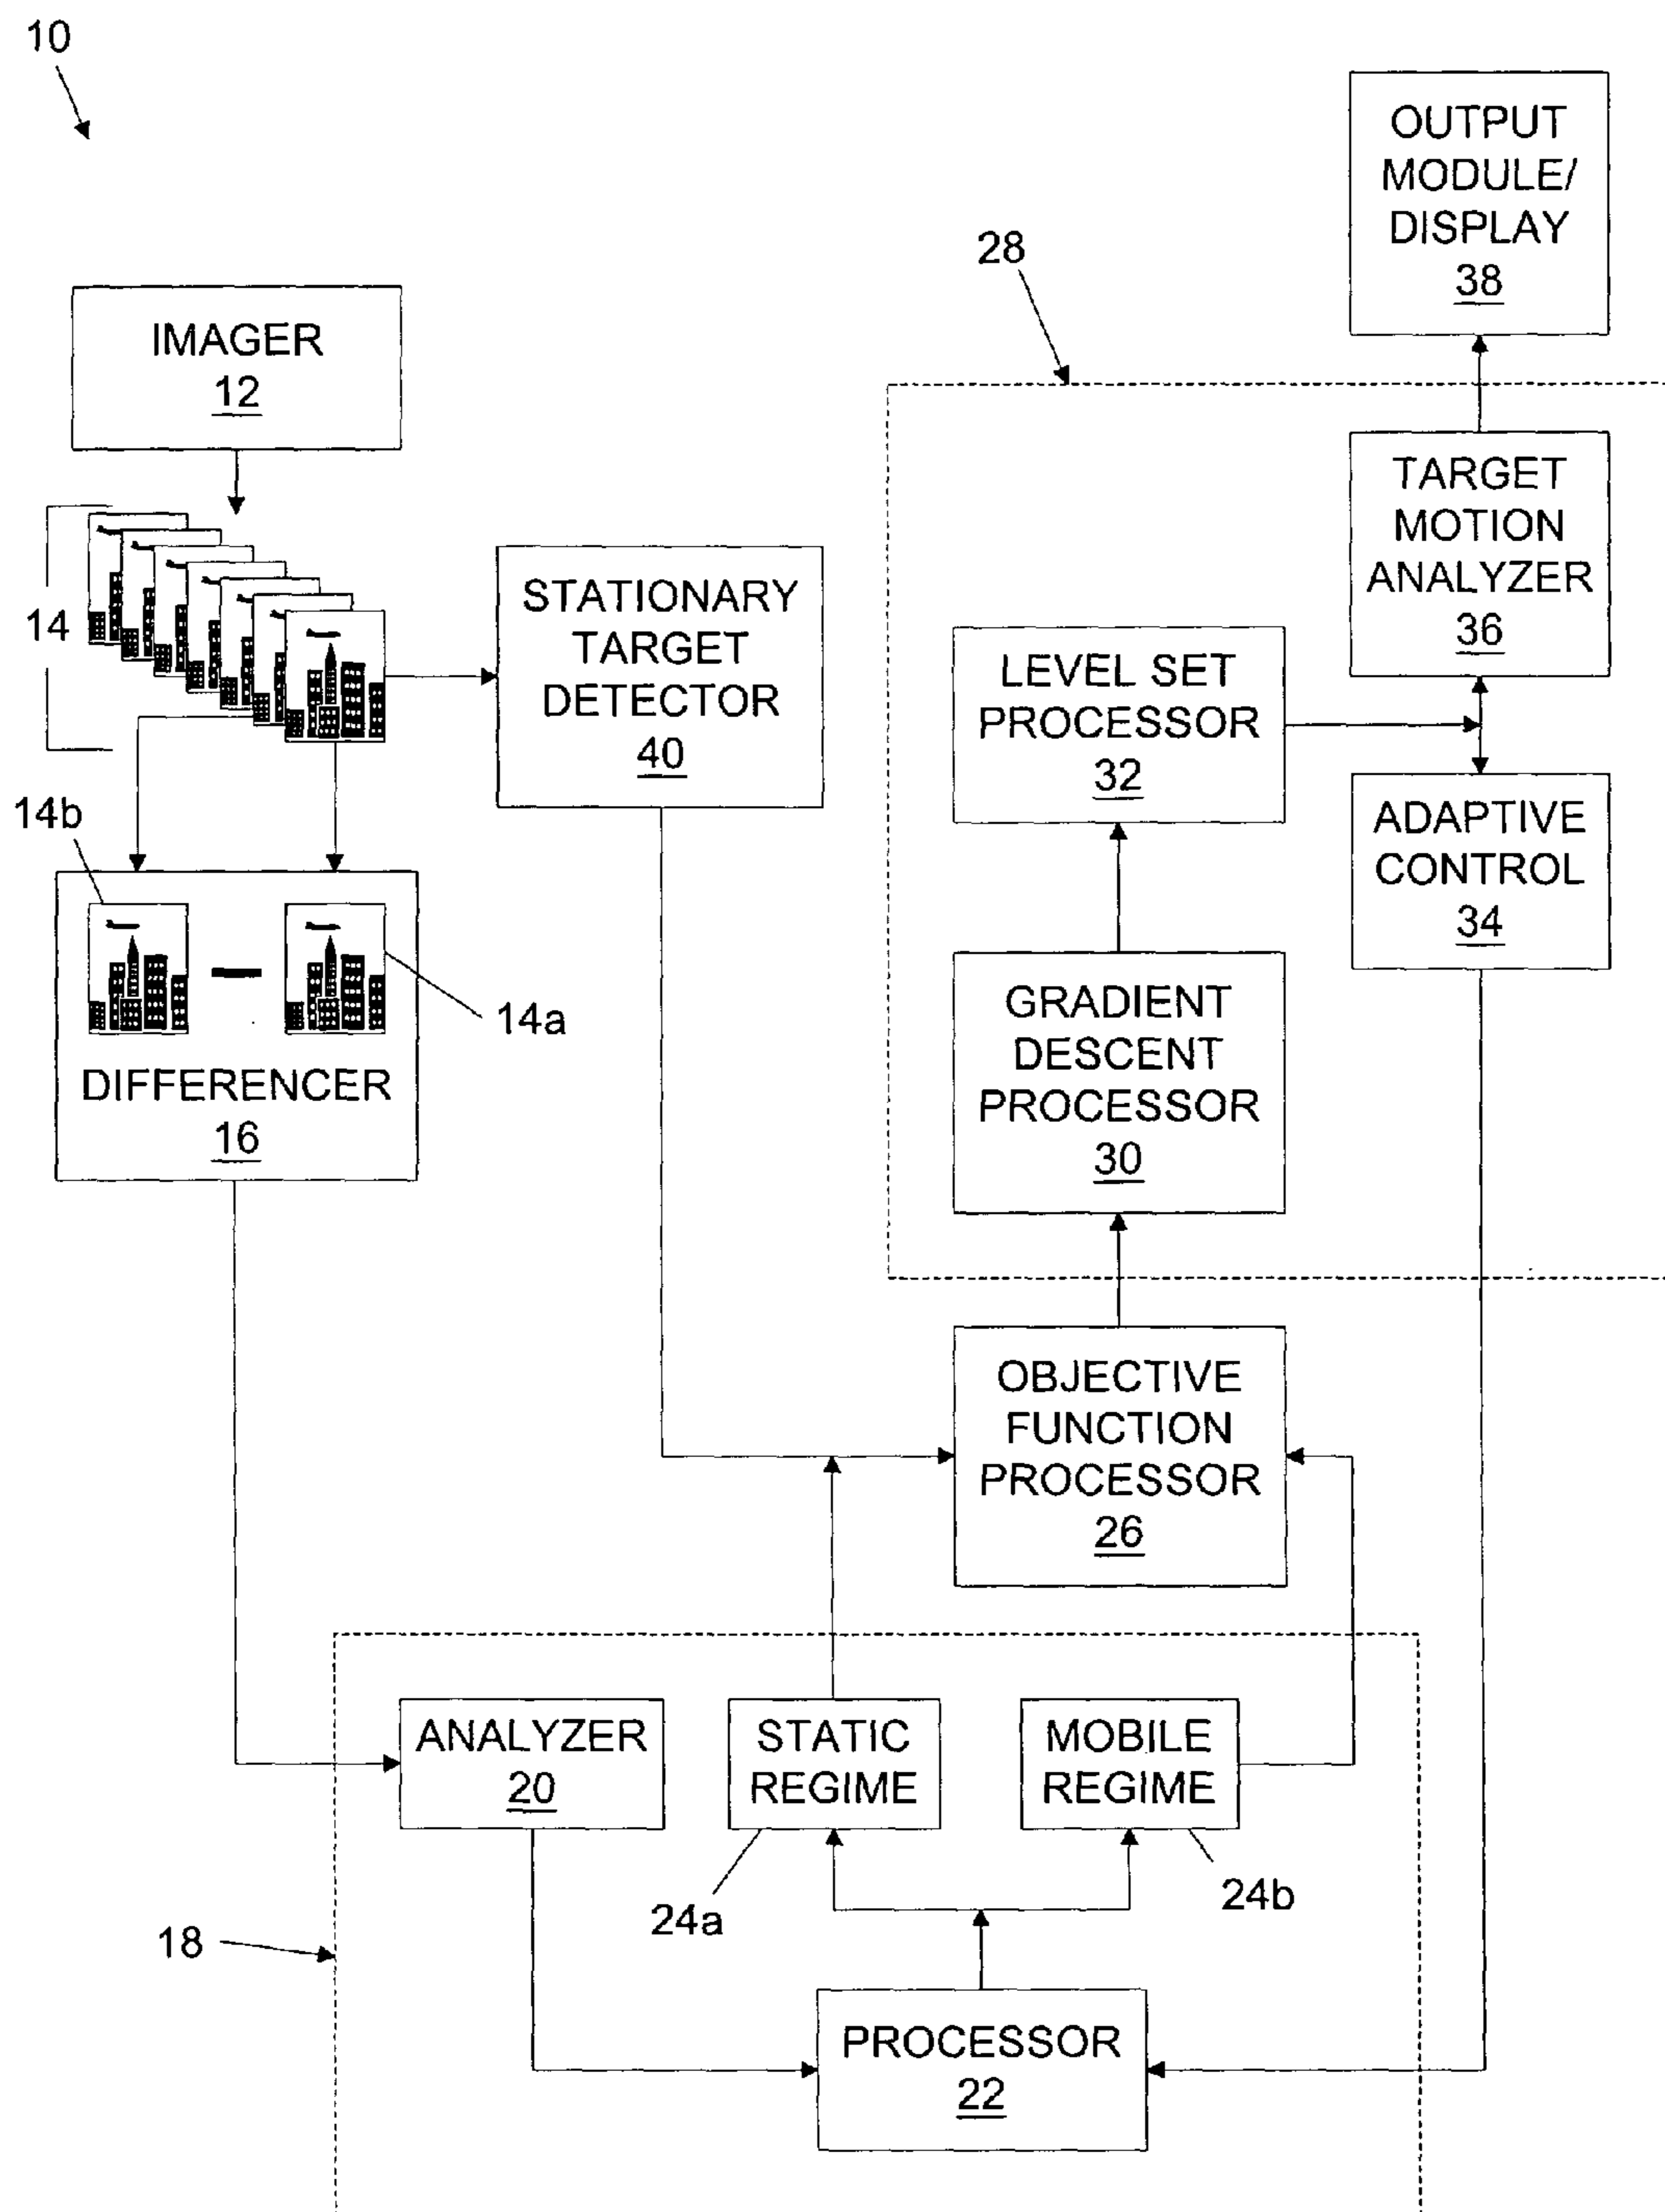 10
OUTPUT
MODULE/
DISPLAY
38
28
IMAGER
12
TARGET
MOTION
ANALYZER
36
14
STATIONARY
TARGET
DETECTOR
40
LEVEL SET
PROCESSOR
32
14b
ADAPTIVE
CONTROL
34
14a
DIFFERENCER
16
GRADIENT
DESCENT
PROCESSOR
30
OBJECTIVE
FUNCTION
PROCESSOR
26
ANALYZER
20
STATIC
REGIME
MOBILE
REGIME
24a
24b
18
PROCESSOR
22